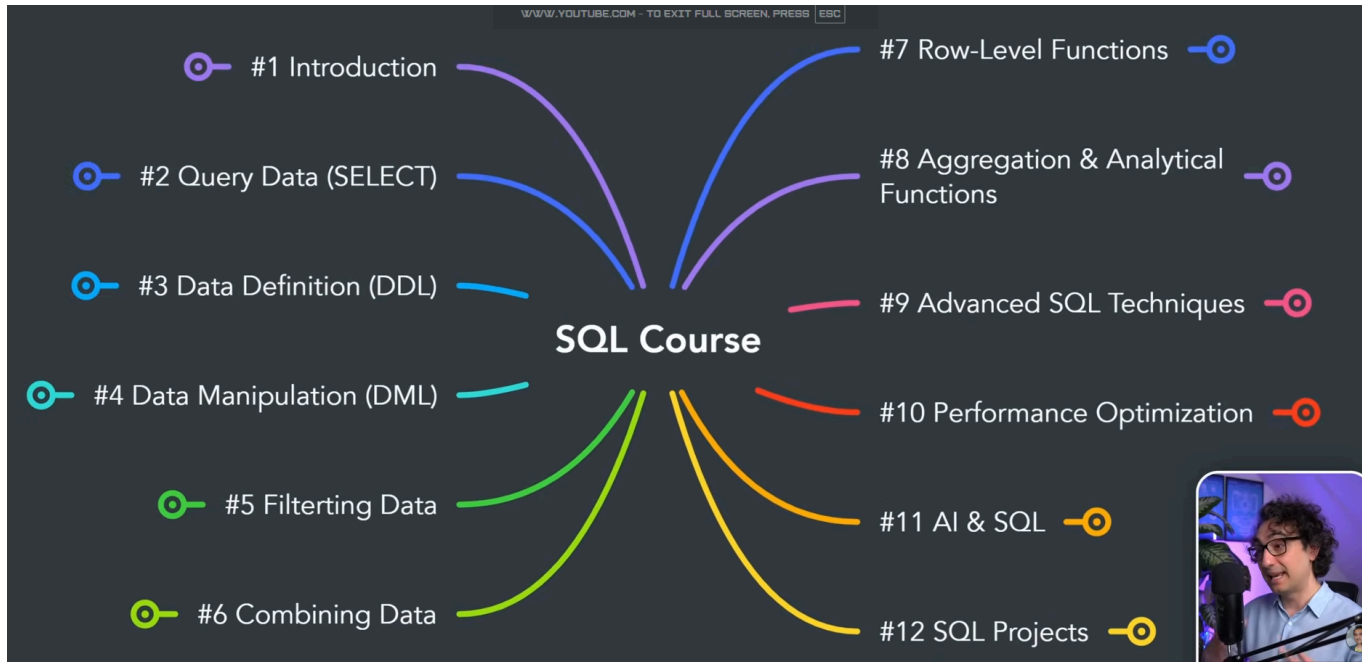 WWW.YOUTUBE.COM - TO EXIT FULL SCREEN, PRESS ESC
#1 Introduction
#2 Query Data (SELECT)
#3 Data Definition (DDL)
#4 Data Manipulation (DML)
#5 Filterting Data
#6 Combining Data
SQL Course
#7 Row-Level Functions
#8 Aggregation & Analytical
Functions
#9 Advanced SQL Techniques
#10 Performance Optimization
#11 AI & SQL
#12 SQL Projects